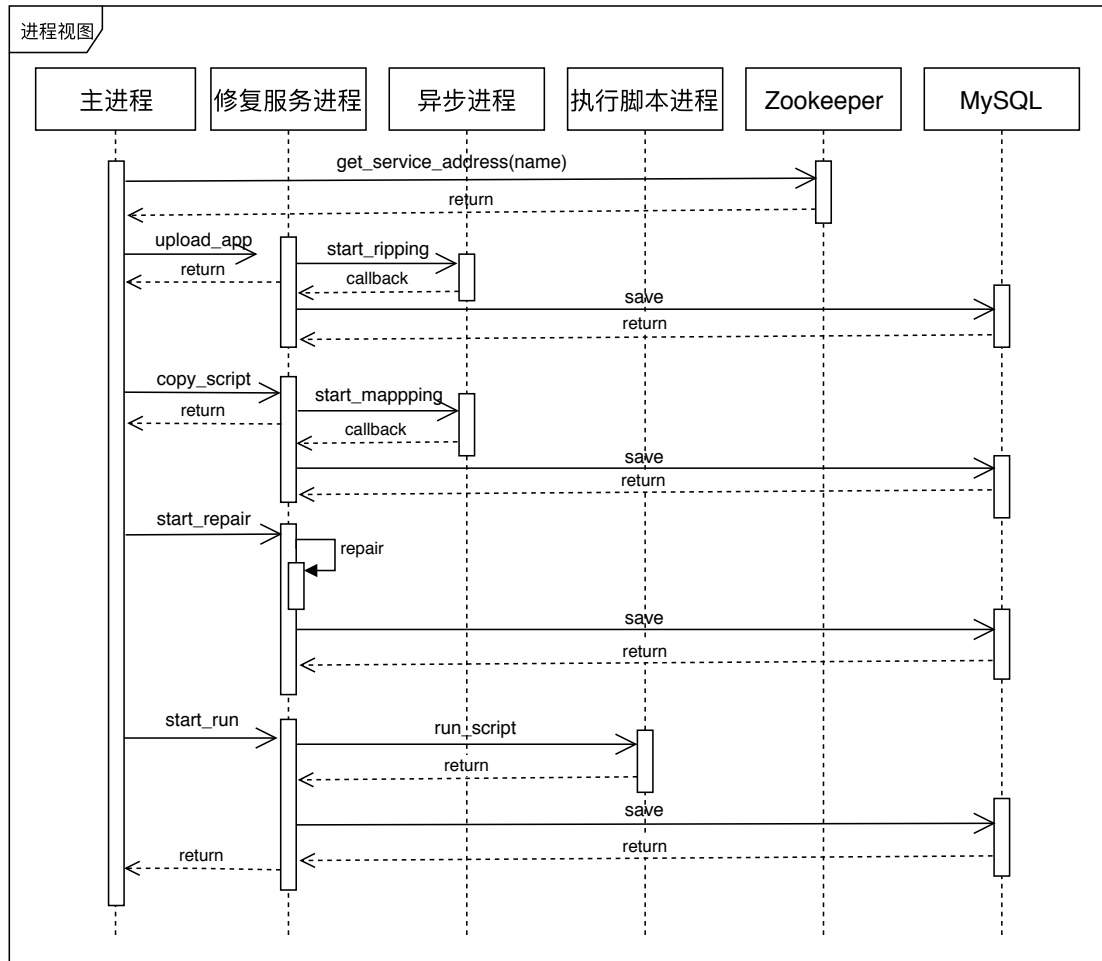 进程视图
主进程
修复服务进程
异步进程
执行脚本进程
Zookeeper
MySQL
get_service_address(name)
return
upload_app
start_ripping
return
callback
save
return
copy_script
start_mappping
return
callback
save
return
start_repair
repair
save
return
start_run
run_script
return
save
return
return